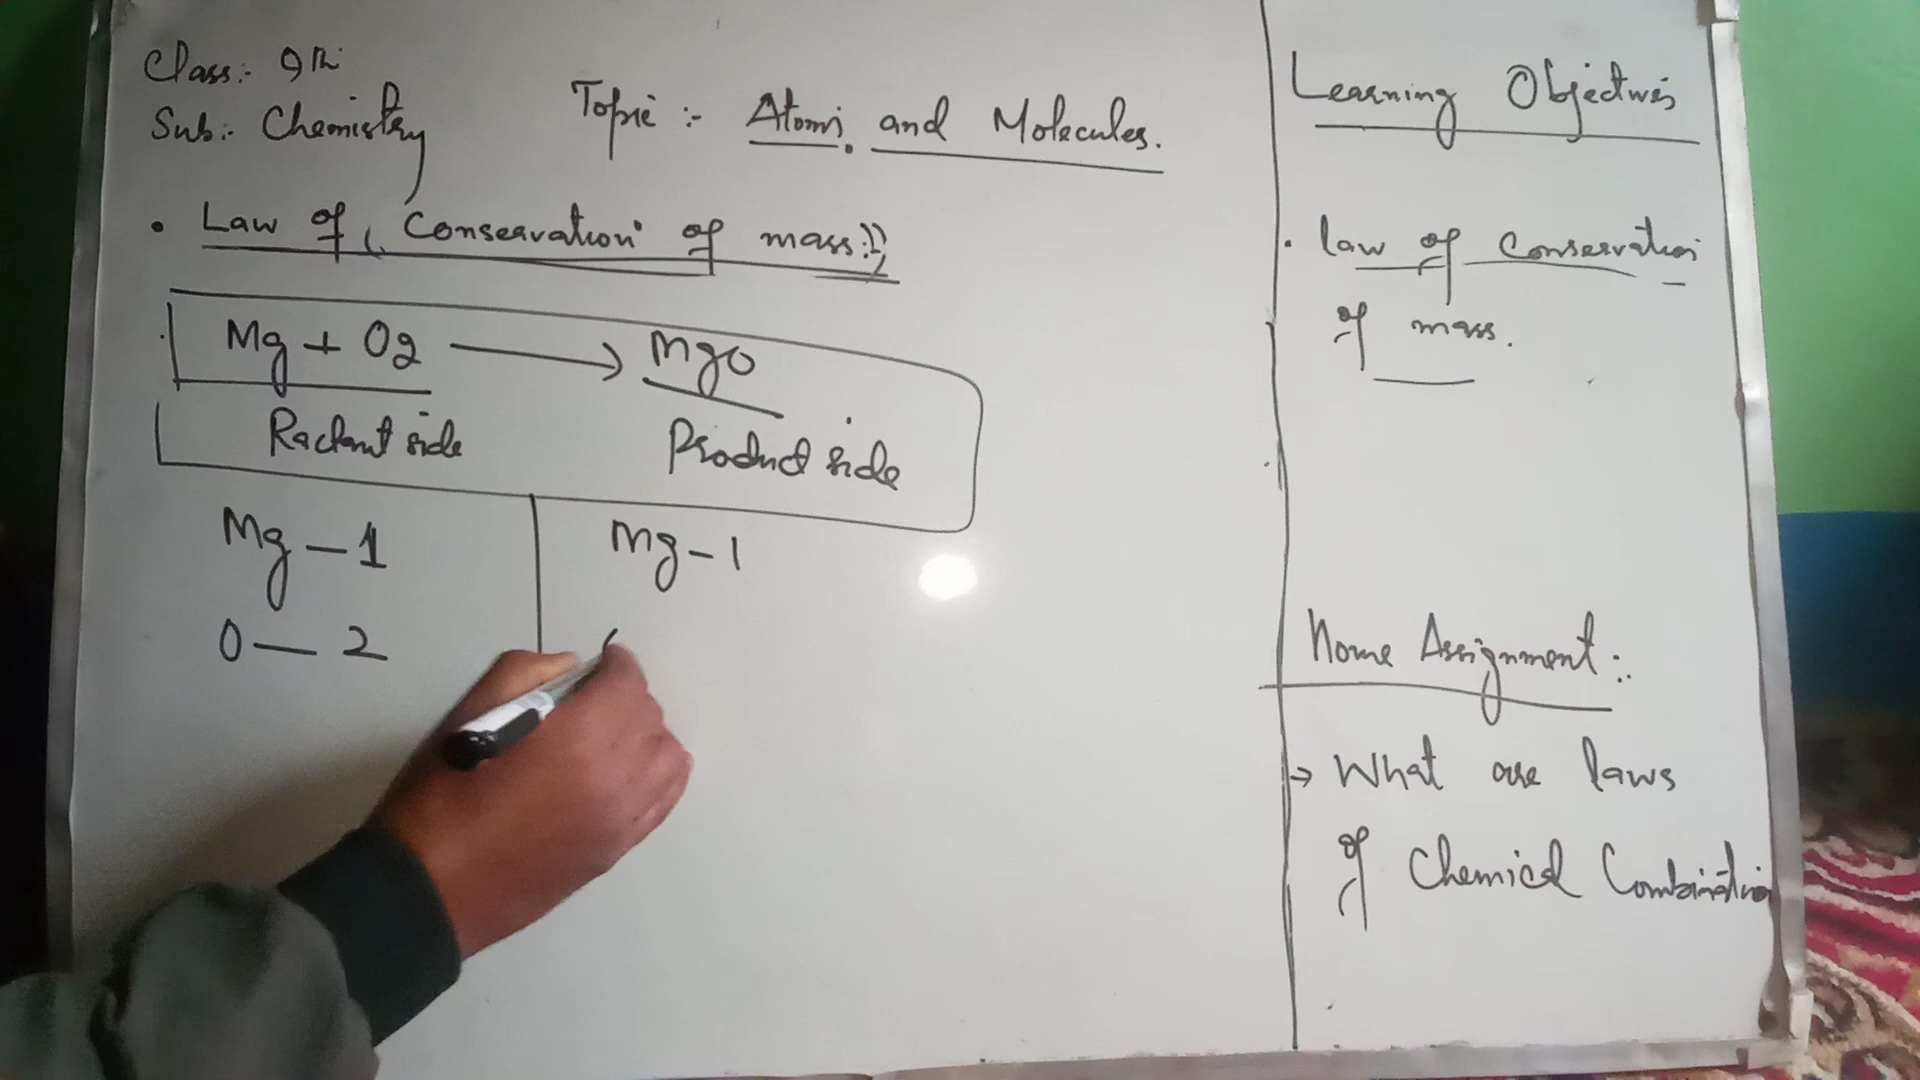 Class:- 9th
Sub:- Chemistry
Topic :- Atoms and Molecules.
• Law of (Conservation of mass:-)
Mg + O2 → MgO
Ractant side
Product side
Mg – 1
Mg – 1
O — 2
Learning Objectives
• law of Conservation
of mass.
Home Assignment :-
→ What are laws
of Chemical Combination